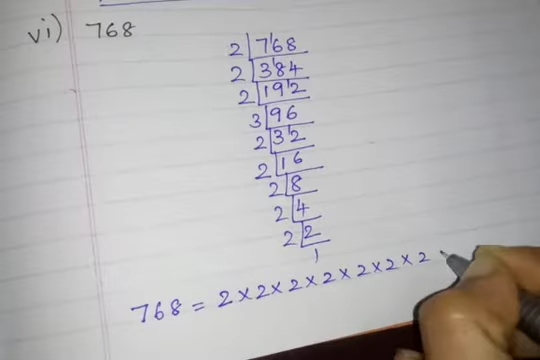 vi) 768
2 | 768
2 | 384
2 | 192
3 | 96
2 | 32
2 | 16
2 | 8
2 | 4
2 | 2
1
768 = 2 × 2 × 2 × 2 × 2 × 2 × 2